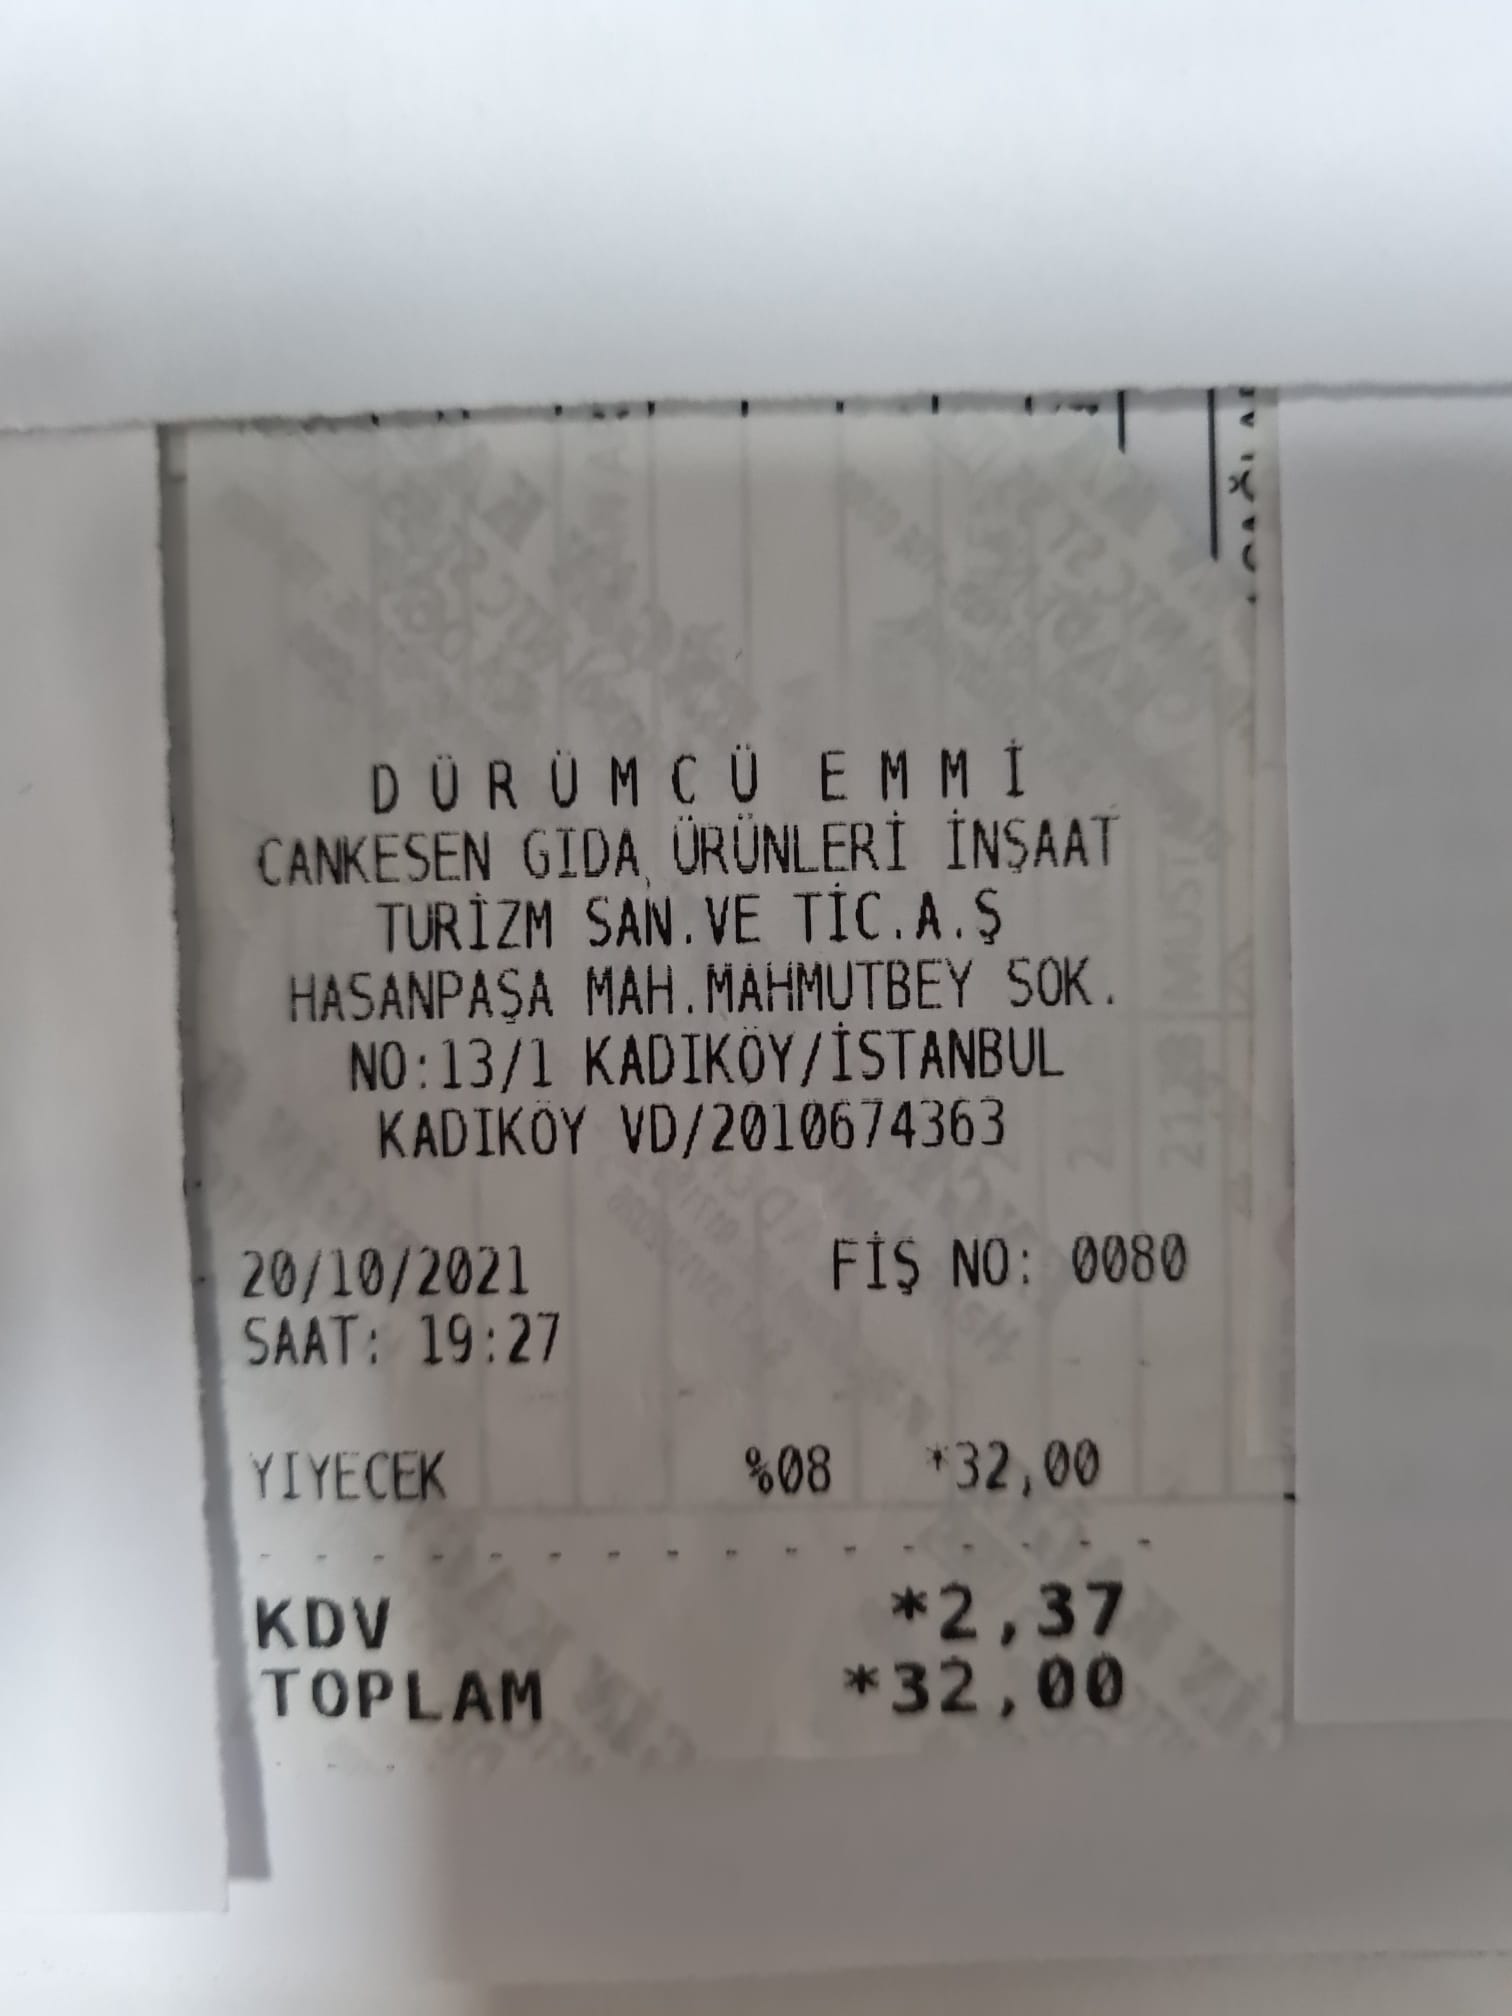 D Ü R Ü M C Ü  E M M İ
CANKESEN GIDA ÜRÜNLERİ İNŞAAT
TURİZM SAN.VE TİC.A.Ş
HASANPAŞA MAH.MAHMUTBEY SOK.
NO:13/1 KADIKÖY/İSTANBUL
KADIKÖY VD/2010674363
20/10/2021 FİŞ NO: 0080
SAAT: 19:27
YIYECEK %08 *32,00
KDV *2,37
TOPLAM *32,00